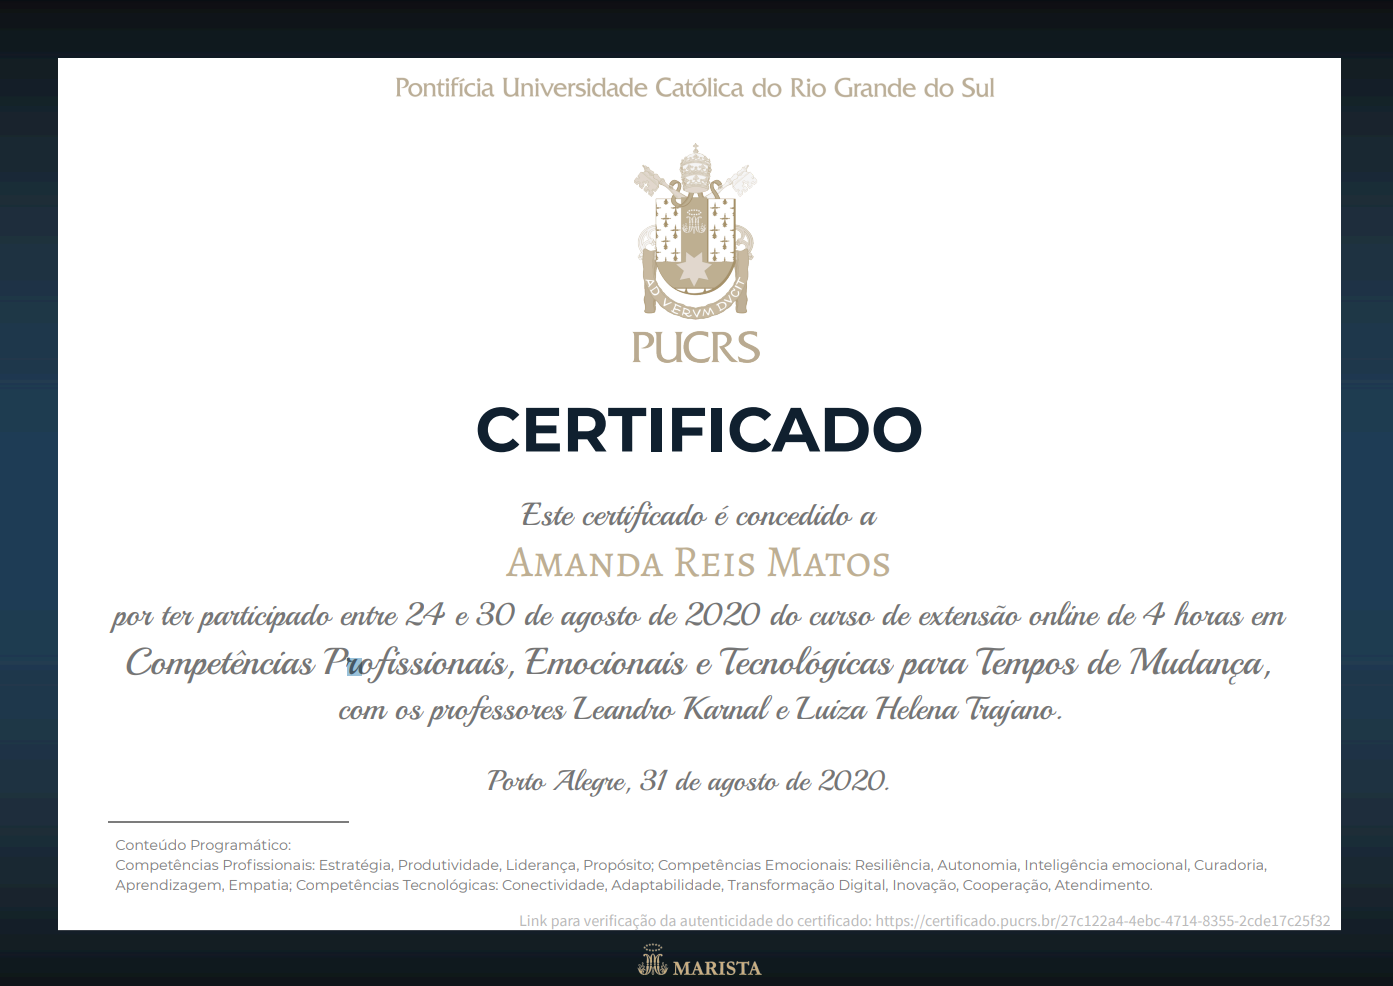 Pontifícia Universidade Católica do Rio Grande do Sul
AD VERVM DVCIT
PUCRS
CERTIFICADO
Este certificado é concedido a
Amanda Reis Matos
por ter participado entre 24 e 30 de agosto de 2020 do curso de extensão online de 4 horas em
Competências Profissionais, Emocionais e Tecnológicas para Tempos de Mudança,
com os professores Leandro Karnal e Luiza Helena Trajano.
Porto Alegre, 31 de agosto de 2020.
Conteúdo Programático:
Competências Profissionais: Estratégia, Produtividade, Liderança, Propósito; Competências Emocionais: Resiliência, Autonomia, Inteligência emocional, Curadoria,
Aprendizagem, Empatia; Competências Tecnológicas: Conectividade, Adaptabilidade, Transformação Digital, Inovação, Cooperação, Atendimento.
Link para verificação da autenticidade do certificado: https://certificado.pucrs.br/27c122a4-4ebc-4714-8355-2cde17c25f32
MARISTA